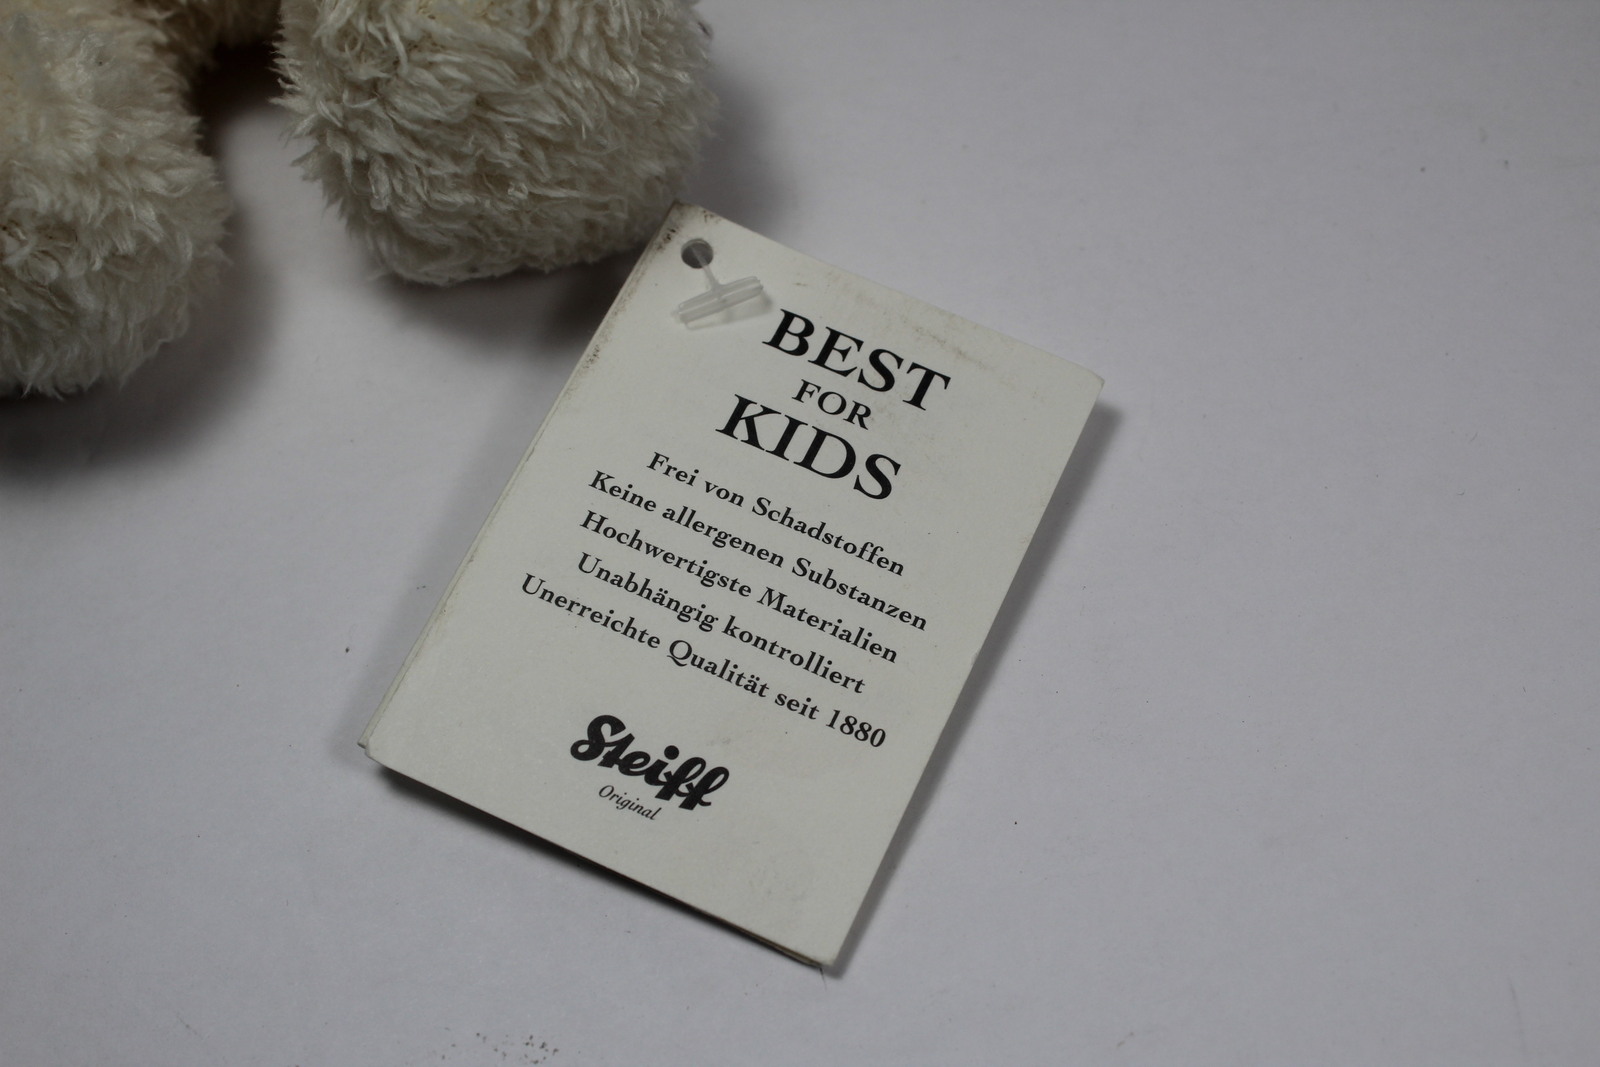 BEST
FOR
KIDS
Frei von Schadstoffen
Keine allergenen Substanzen
Hochwertigste Materialien
Unabhängig kontrolliert
Unerreichte Qualität seit 1880
Steiff
Original